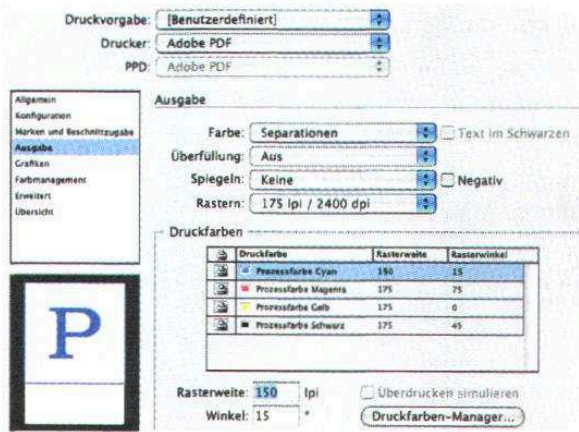 Druckvorgabe: [Benutzerdefiniert]
Drucker: Adobe PDF
PPD: Adobe PDF
Allgemein
Konfiguration
Marken und Beschnittzugabe
Ausgabe
Grafiken
Farbmanagement
Erweitert
Übersicht
Ausgabe
Farbe: Separationen Text im Schwarzen
Überfüllung: Aus
Spiegeln: Keine Negativ
Rastern: 175 lpi / 2400 dpi
Druckfarben
Druckfarbe Rasterweite Rasterwinkel
Prozessfarbe Cyan 150 15
Prozessfarbe Magenta 175 75
Prozessfarbe Gelb 175 0
Prozessfarbe Schwarz 175 45
P
Rasterweite: 150 lpi Überdrucken simulieren
Winkel: 15 ° Druckfarben-Manager...